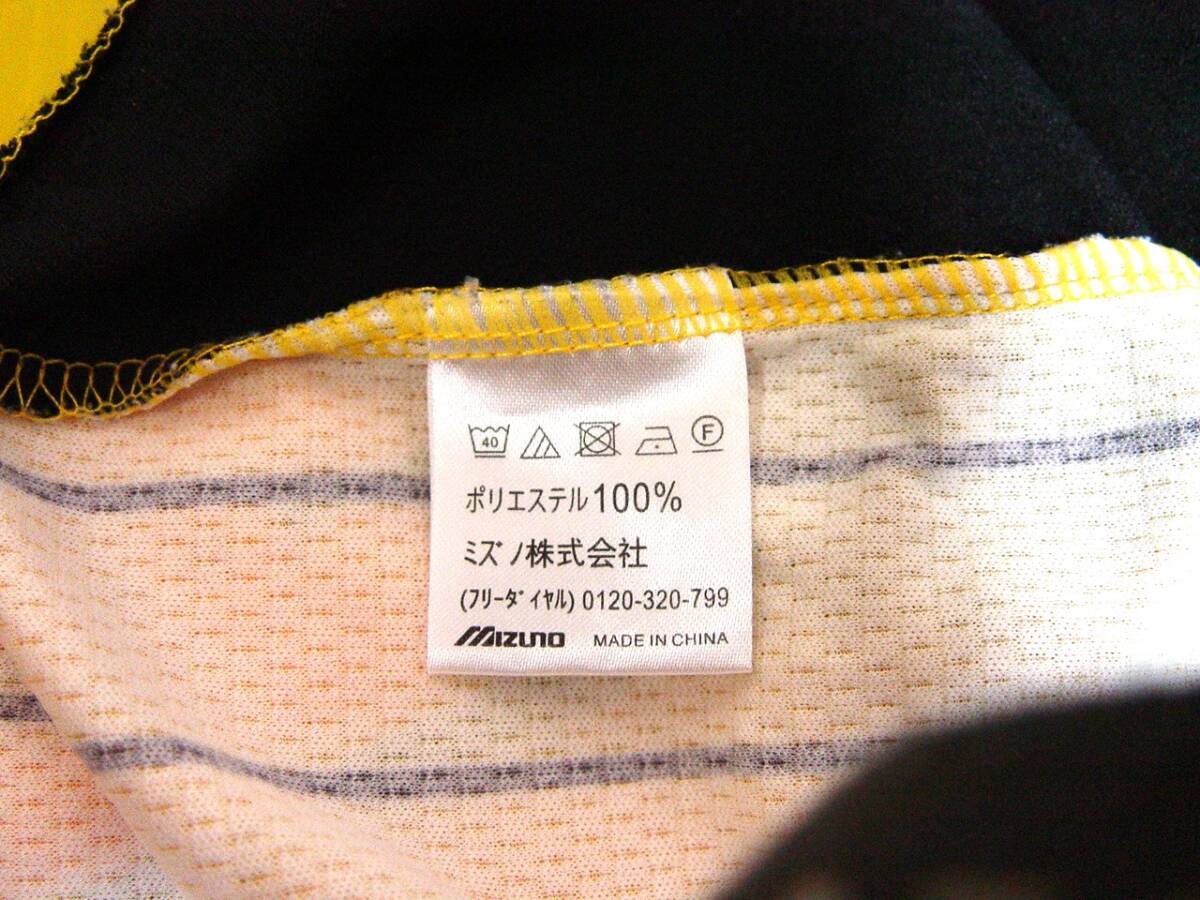 40 F
ポリエステル100%
ミズノ株式会社
(フリーダイヤル) 0120-320-799
MIZUNO MADE IN CHINA